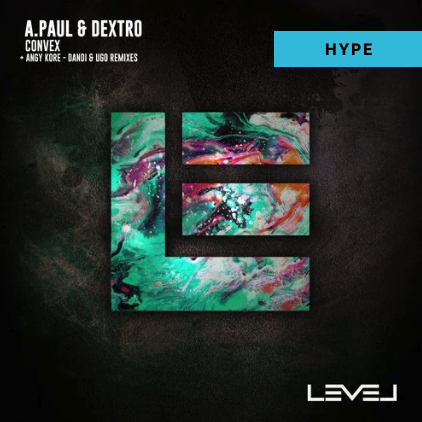 A.PAUL & DEXTRO
CONVEX
+ ANGY KORE - DANDI & UGO REMIXES
HYPE
LEVEL